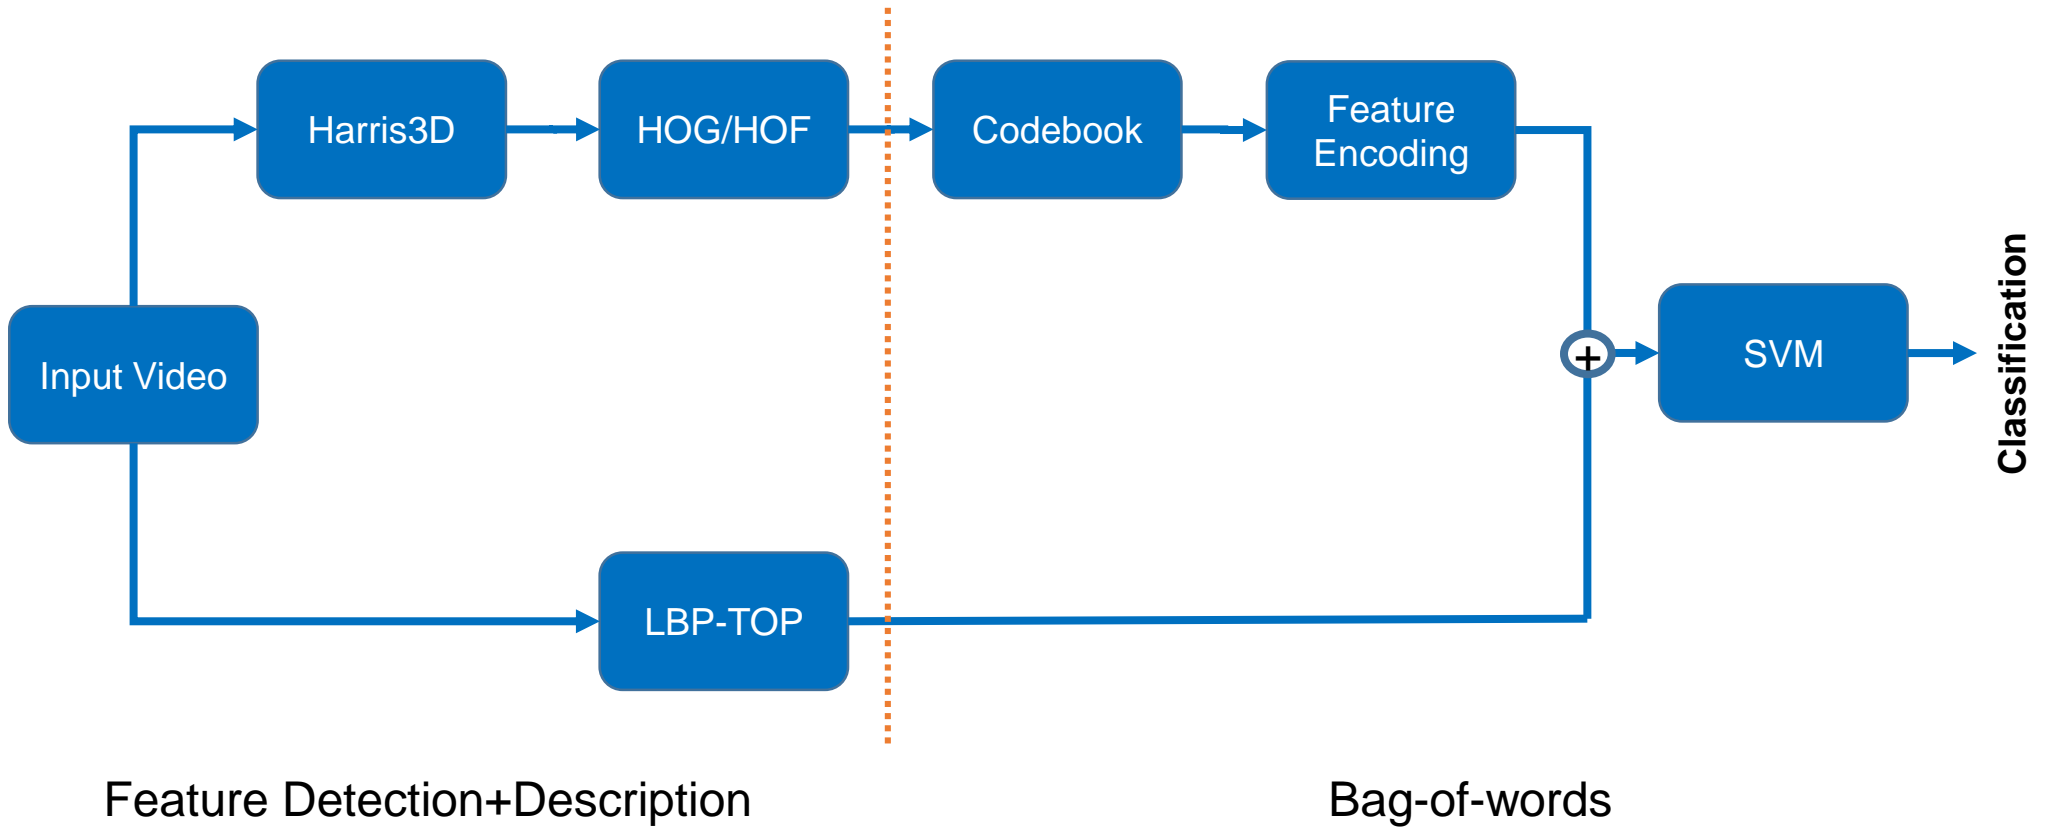 Harris3D
HOG/HOF
Codebook
Feature
Encoding
Input Video
+
SVM
Classification
LBP-TOP
Feature Detection+Description
Bag-of-words